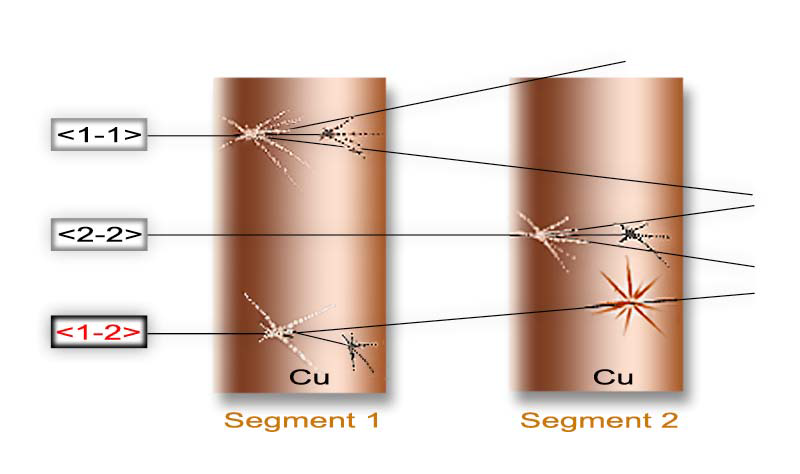 <1-1>
<2-2>
<1-2>
Cu
Cu
Segment 1
Segment 2